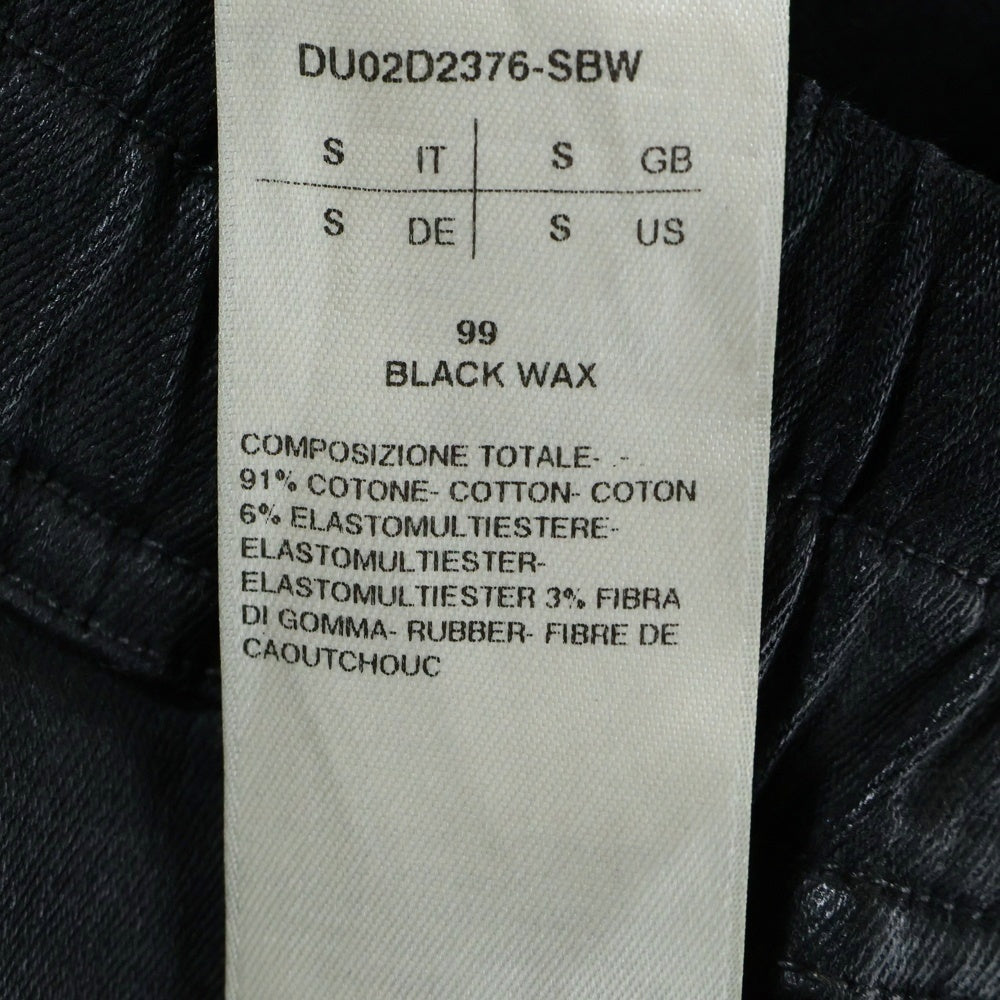 DU02D2376-SBW
S IT S GB
S DE S US
99
BLACK WAX
COMPOSIZIONE TOTALE- -
91% COTONE- COTTON- COTON
6% ELASTOMULTIESTERE-
ELASTOMULTIESTER-
ELASTOMULTIESTER 3% FIBRA
DI GOMMA- RUBBER- FIBRE DE
CAOUTCHOUC